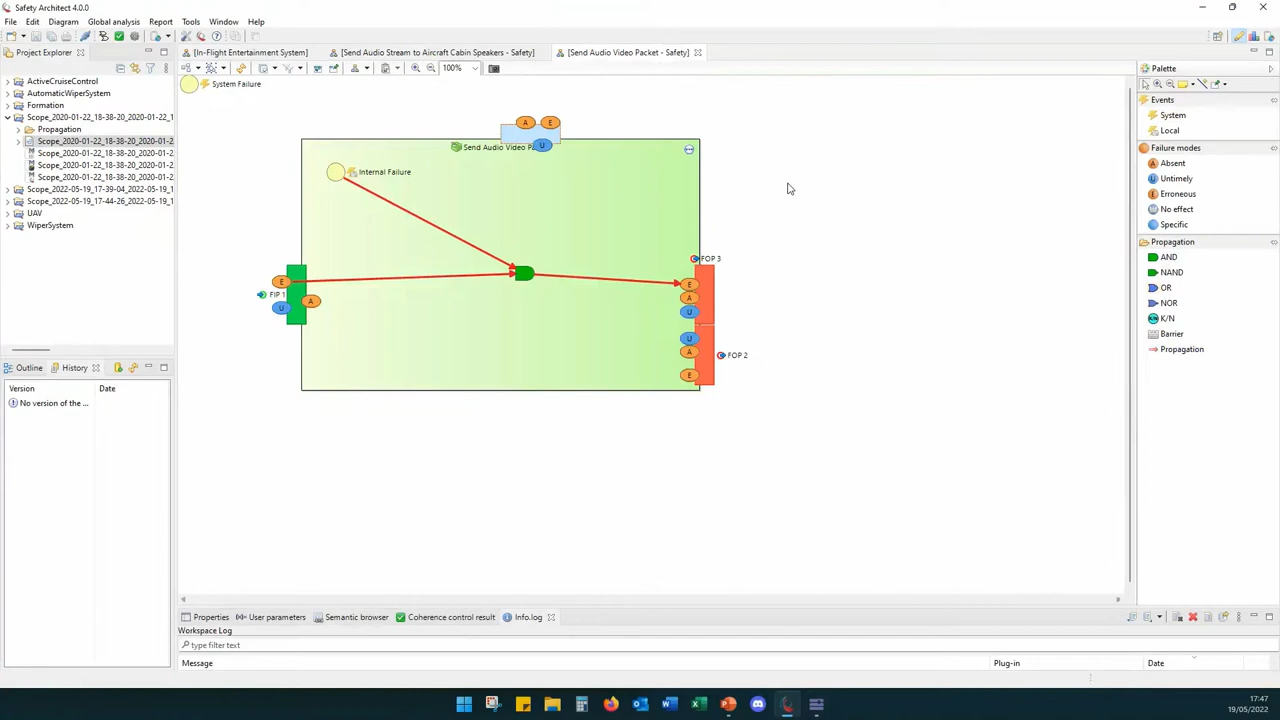 Safety Architect 4.0.0
File Edit Diagram Global analysis Report Tools Window Help
Project Explorer
[In-Flight Entertainement System]
[Send Audio Stream to Aircraft Cabin Speakers - Safety]
[Send Audio Video Packet - Safety]
100%
ActiveCruiseControl
AutomaticWiperSystem
Formation
Scope_2020-01-22_18-38-20_2020-01-22_1
Propagation
Scope_2020-01-22_18-38-20_2020-01-2
Scope_2020-01-22_18-38-20_2020-01-2
Scope_2020-01-22_18-38-20_2020-01-2
Scope_2020-01-22_18-38-20_2020-01-2
Scope_2022-05-19_17-39-04_2022-05-19_1
Scope_2022-05-19_17-44-26_2022-05-19_1
UAV
WiperSystem
Outline History
Version Date
No version of the ...
System Failure
A E
U
Send Audio Video P
Internal Failure
E
FIP 1
A
U
FOP 3
E
A
U
U
A
FOP 2
E
Palette
Events
System
Local
Failure modes
A Absent
U Untimely
E Erroneous
No effect
Specific
Propagation
AND
NAND
OR
NOR
K/N K/N
Barrier
Propagation
Properties User parameters Semantic browser Coherence control result Info.log
Workspace Log
type filter text
Message Plug-in Date
17:47
19/05/2022